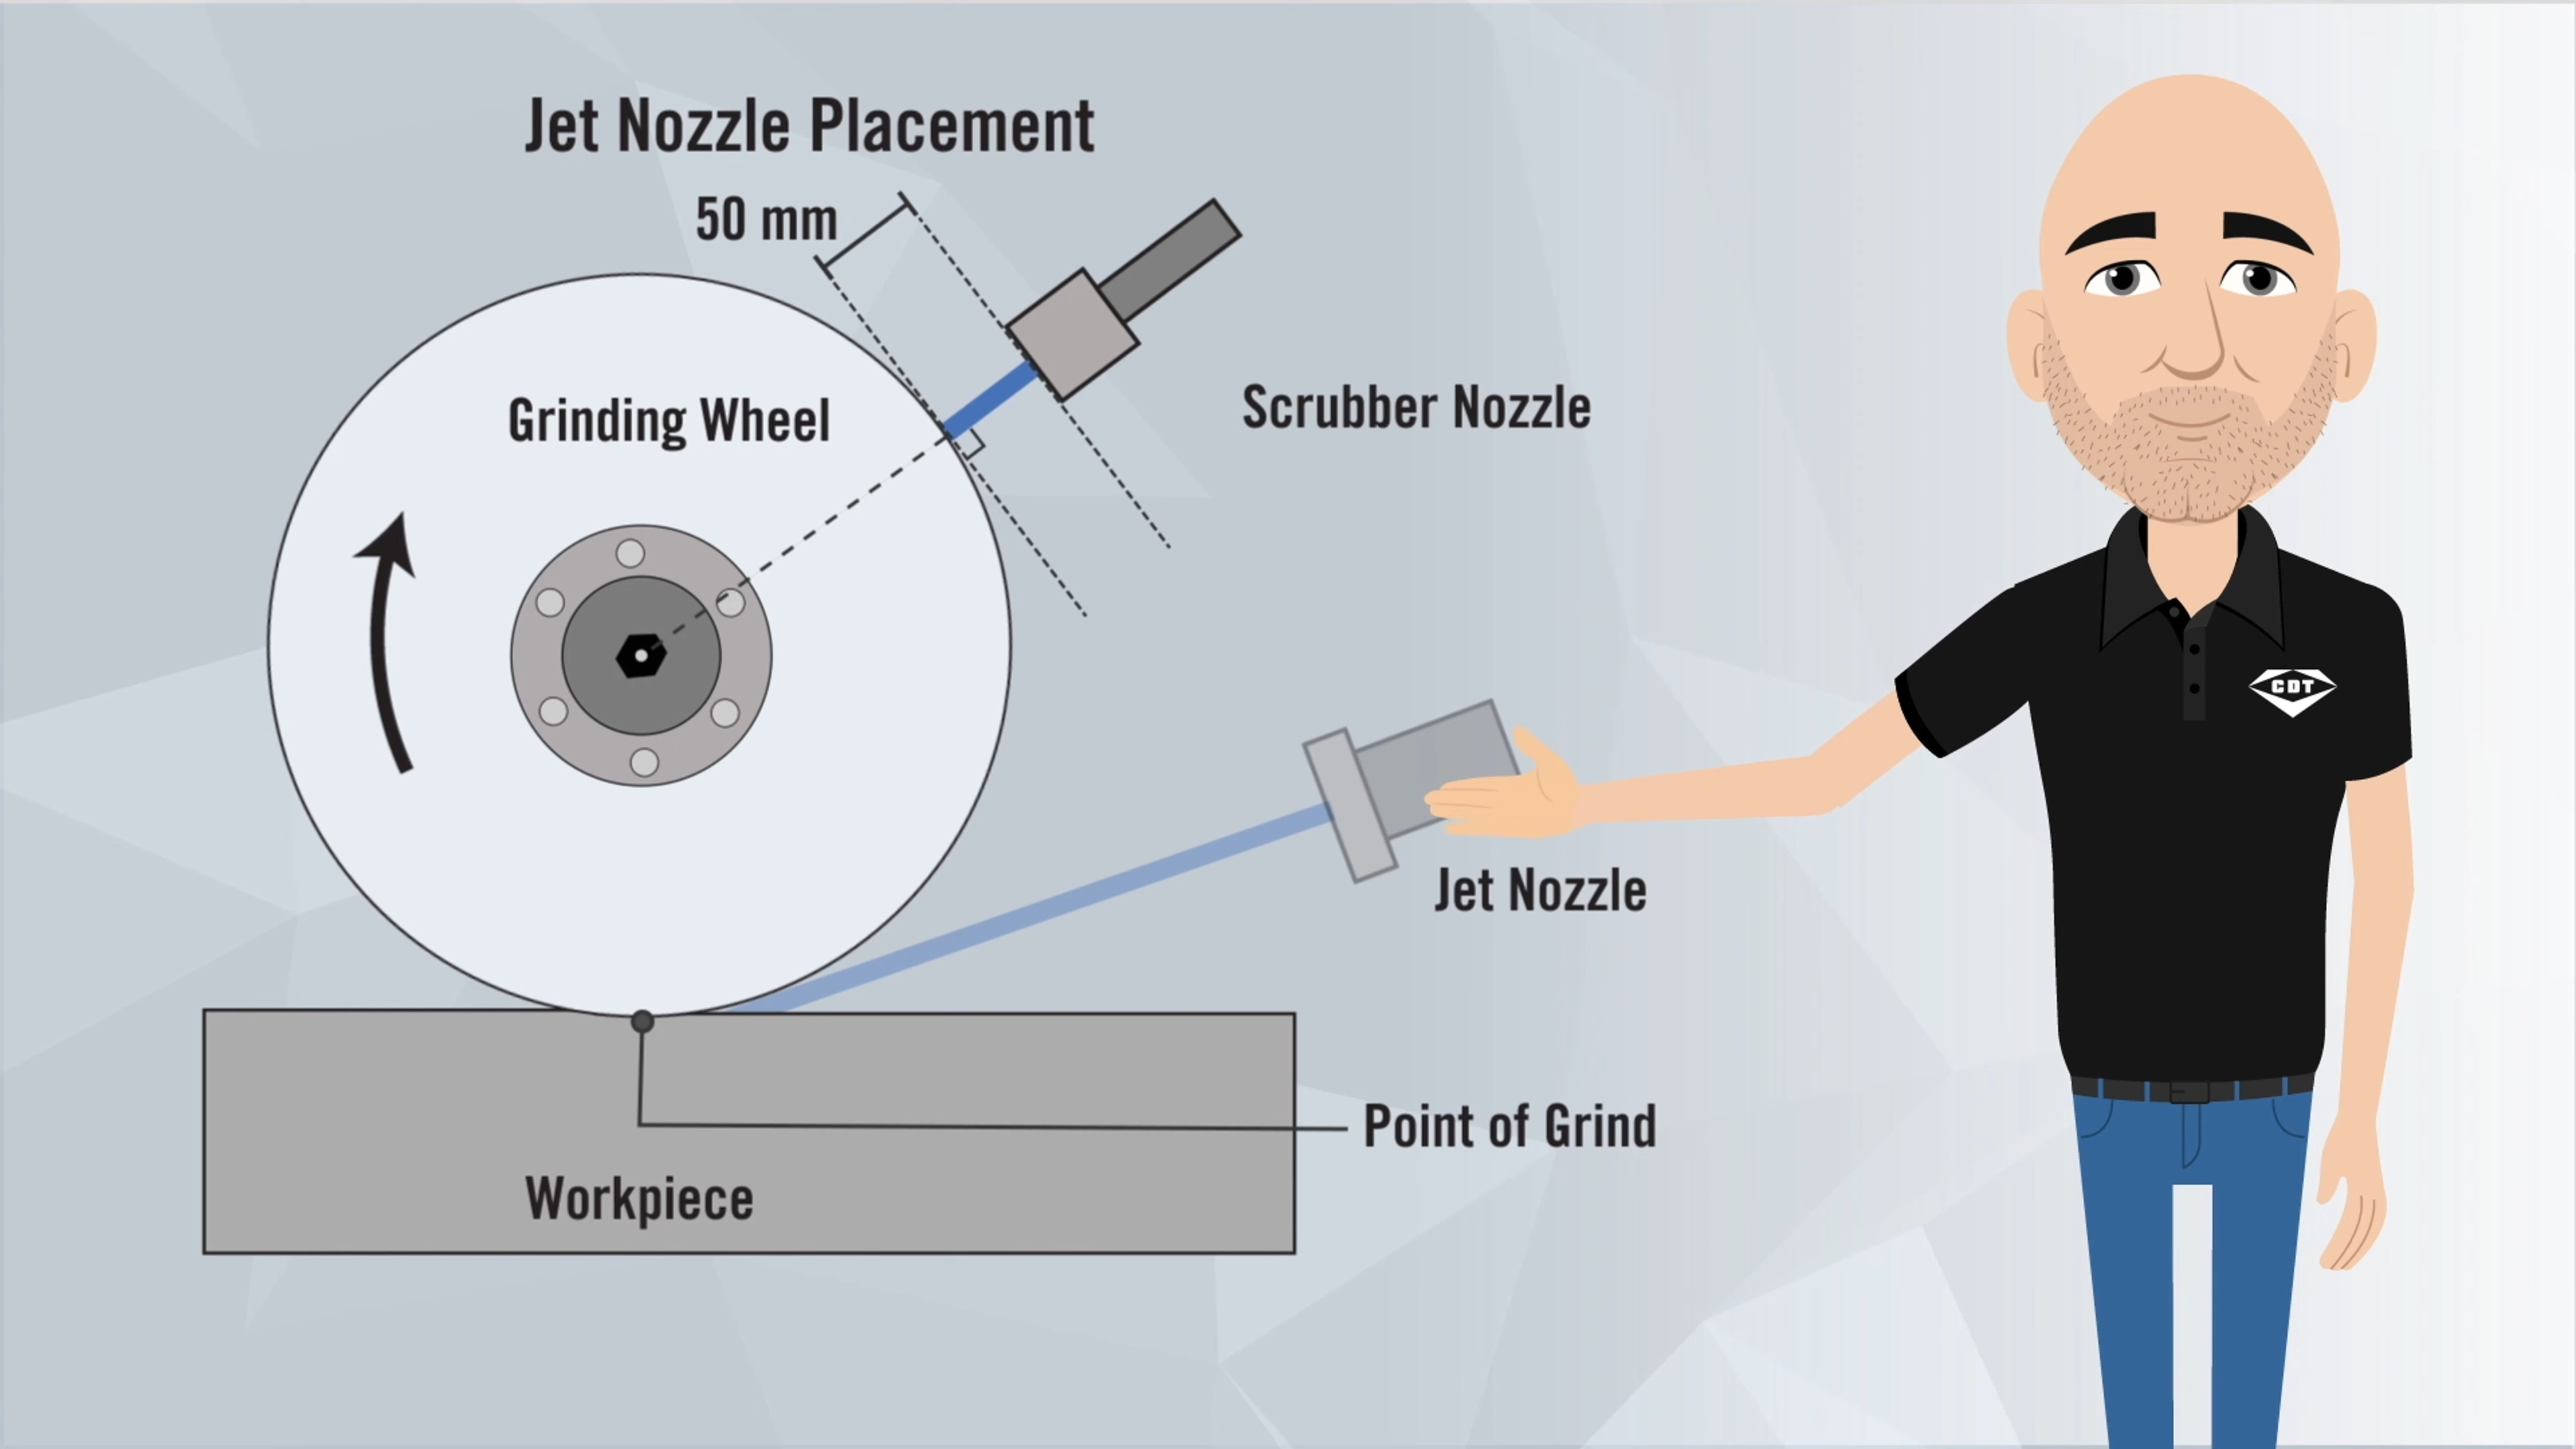 Jet Nozzle Placement
50 mm
Grinding Wheel
Scrubber Nozzle
CDT
Jet Nozzle
Point of Grind
Workpiece